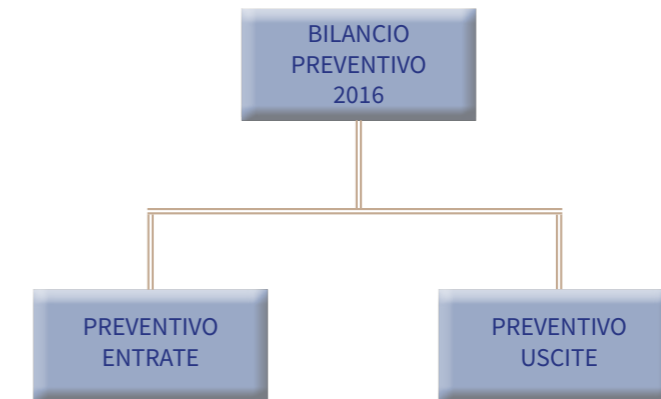 BILANCIO
PREVENTIVO
2016
PREVENTIVO
ENTRATE
PREVENTIVO
USCITE